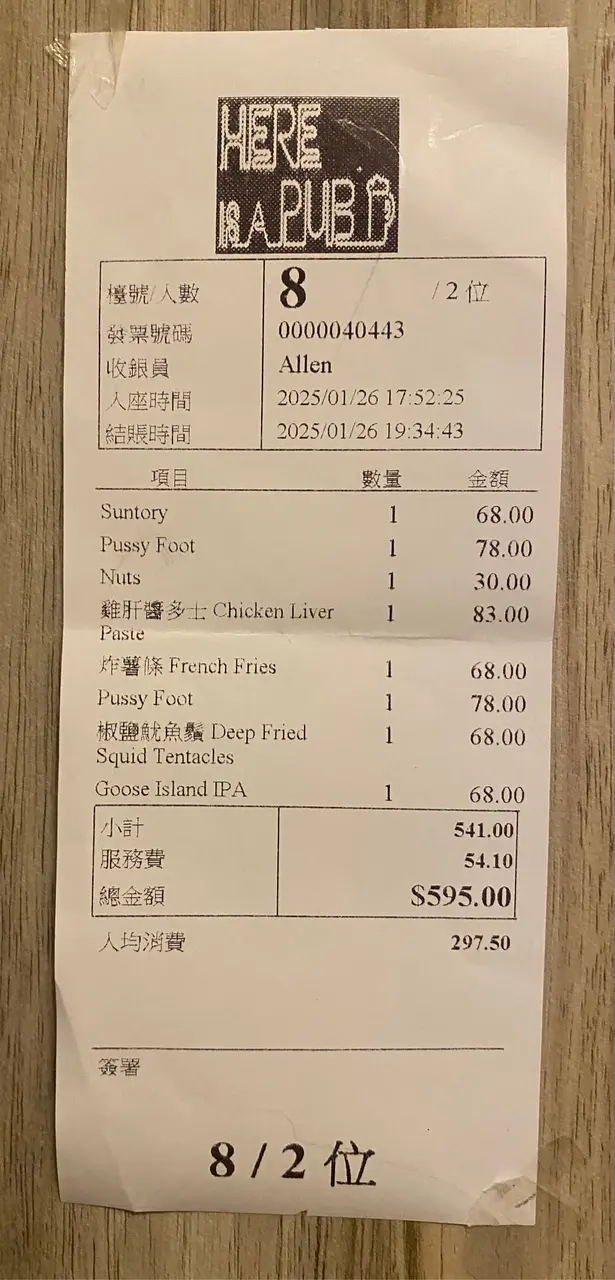 HERE
IS A PUB
檯號/人數 8 / 2 位
發票號碼 0000040443
收銀員 Allen
入座時間 2025/01/26 17:52:25
結賬時間 2025/01/26 19:34:43
項目 數量 金額
Suntory 1 68.00
Pussy Foot 1 78.00
Nuts 1 30.00
雞肝醬多士 Chicken Liver 1 83.00
Paste
炸薯條 French Fries 1 68.00
Pussy Foot 1 78.00
椒鹽魷魚鬚 Deep Fried 1 68.00
Squid Tentacles
Goose Island IPA 1 68.00
小計 541.00
服務費 54.10
總金額 $595.00
人均消費 297.50
簽署
8 / 2 位